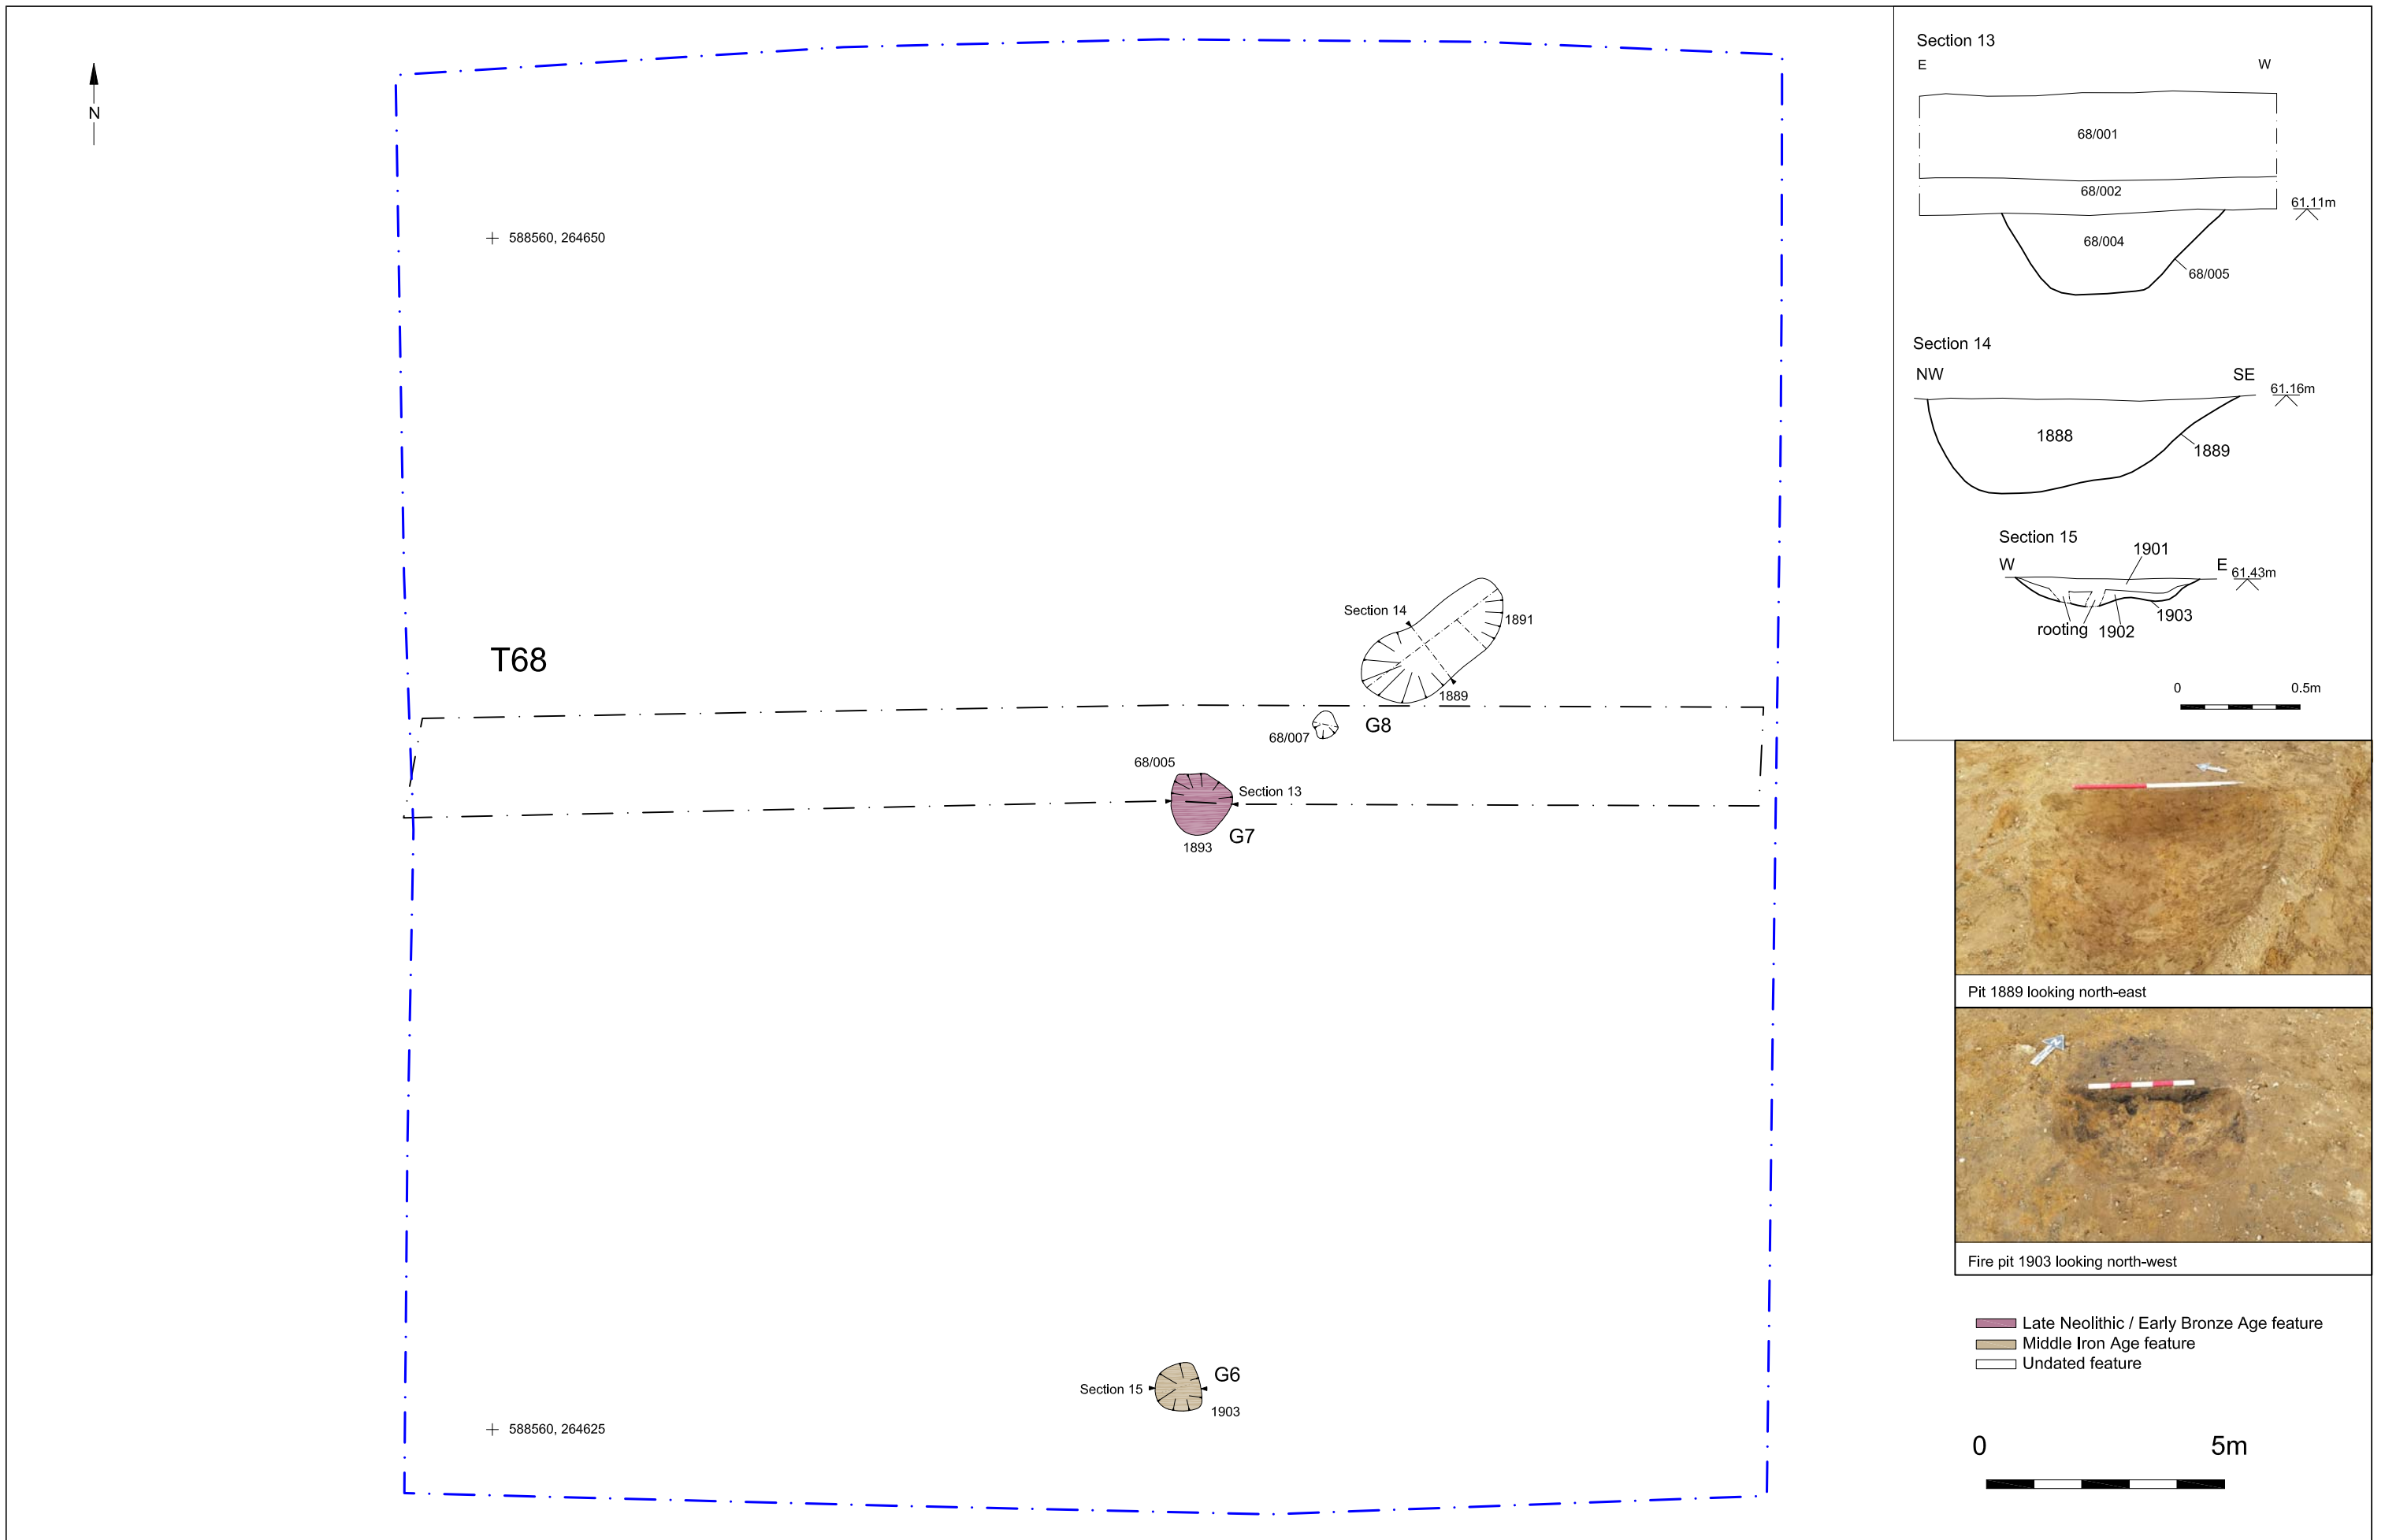 N
588560, 264650
T68
Section 14
1891
1889
G8
68/007
68/005
Section 13
G7
1893
Section 15
G6
1903
588560, 264625
Section 13
E W
68/001
68/002
61.11m
68/004
68/005
Section 14
NW SE
61.16m
1888
1889
Section 15
1901
W E
61.43m
1903
rooting 1902
0 0.5m
Pit 1889 looking north-east
Fire pit 1903 looking north-west
Late Neolithic / Early Bronze Age feature
Middle Iron Age feature
Undated feature
0 5m